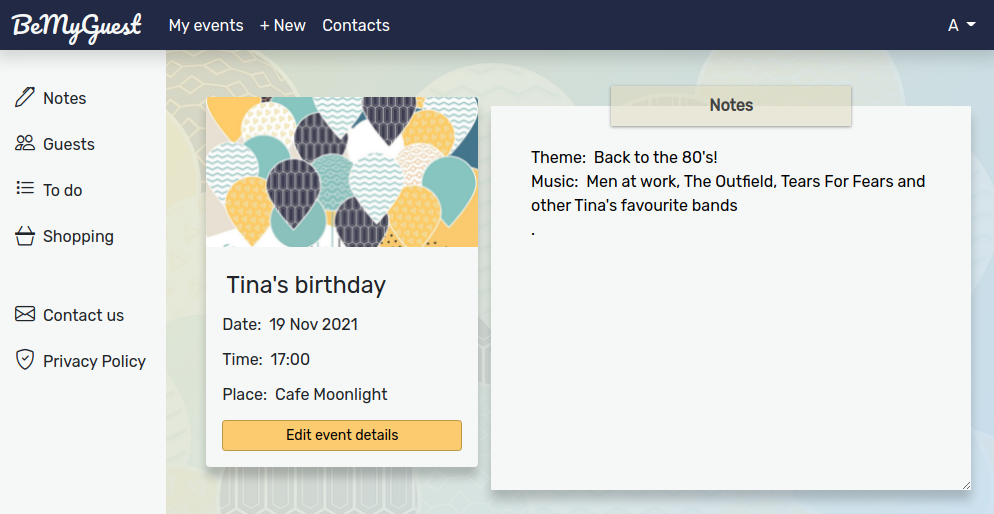 BeMyGuest
My events
+ New
Contacts
A
Notes
Guests
To do
Shopping
Contact us
Privacy Policy
Tina's birthday
Date: 19 Nov 2021
Time: 17:00
Place: Cafe Moonlight
Edit event details
Notes
Theme: Back to the 80's!
Music: Men at work, The Outfield, Tears For Fears and
other Tina's favourite bands
.